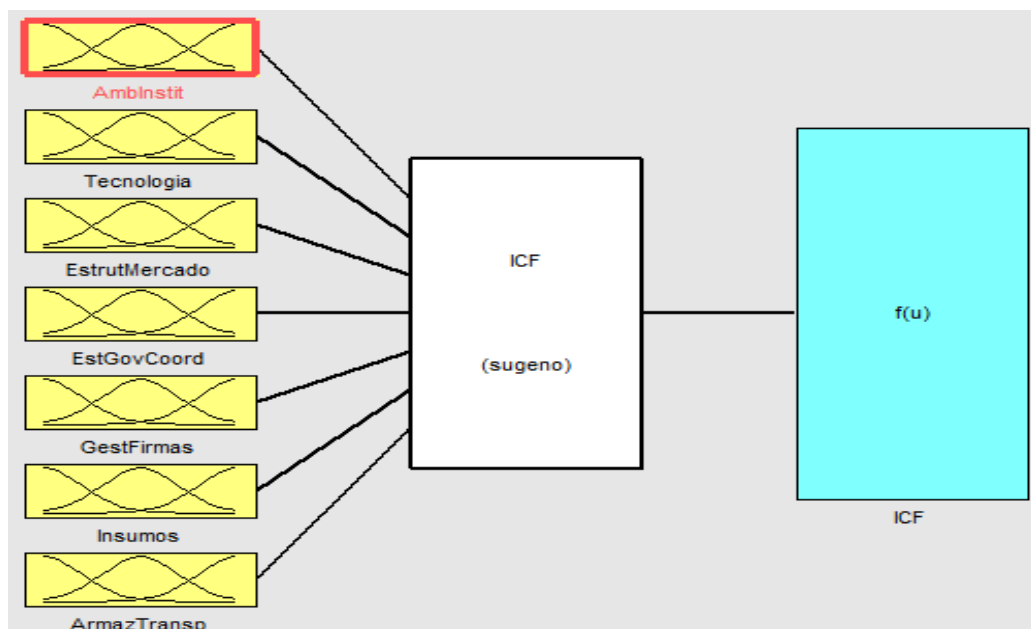 AmbInstit
Tecnologia
EstrutMercado
EstGovCoord
GestFirmas
Insumos
ArmazTransp
ICF
(sugeno)
f(u)
ICF